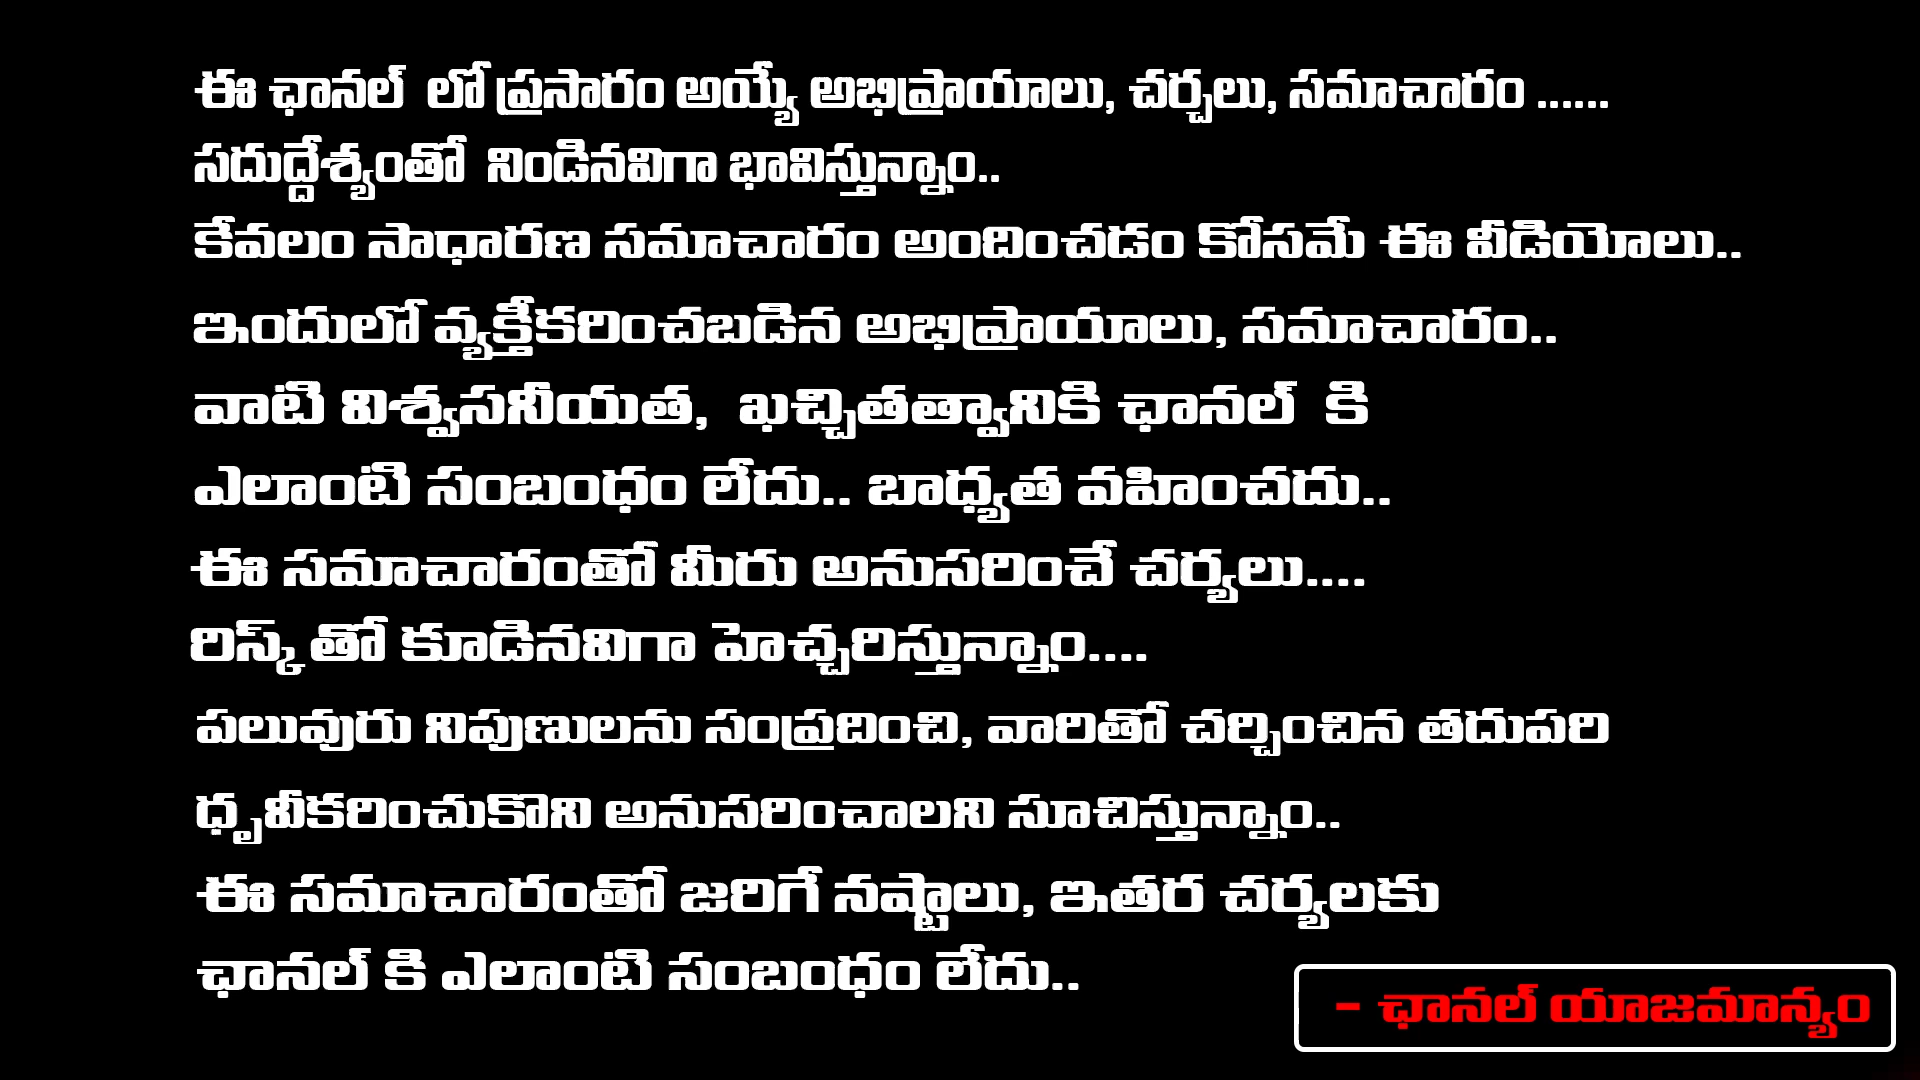 ఈ ఛానల్ లో ప్రసారం అయ్యే అభిప్రాయాలు, చర్చలు, సమాచారం ......
సదుద్దేశ్యంతో నిండినవిగా భావిస్తున్నాం..
కేవలం సాధారణ సమాచారం అందించడం కోసమే ఈ వీడియోలు..
ఇందులో వ్యక్తీకరించబడిన అభిప్రాయాలు, సమాచారం..
వాటి విశ్వసనీయత, ఖచ్చితత్వానికి ఛానల్ కి
ఎలాంటి సంబంధం లేదు.. బాధ్యత వహించదు..
ఈ సమాచారంతో మీరు అనుసరించే చర్యలు....
రిస్క్ తో కూడినవిగా హెచ్చరిస్తున్నాం....
పలువురు నిపుణులను సంప్రదించి, వారితో చర్చించిన తదుపరి
ధృవీకరించుకొని అనుసరించాలని సూచిస్తున్నాం..
ఈ సమాచారంతో జరిగే నష్టాలు, ఇతర చర్యలకు
ఛానల్ కి ఎలాంటి సంబంధం లేదు..
- ఛానల్ యాజమాన్యం